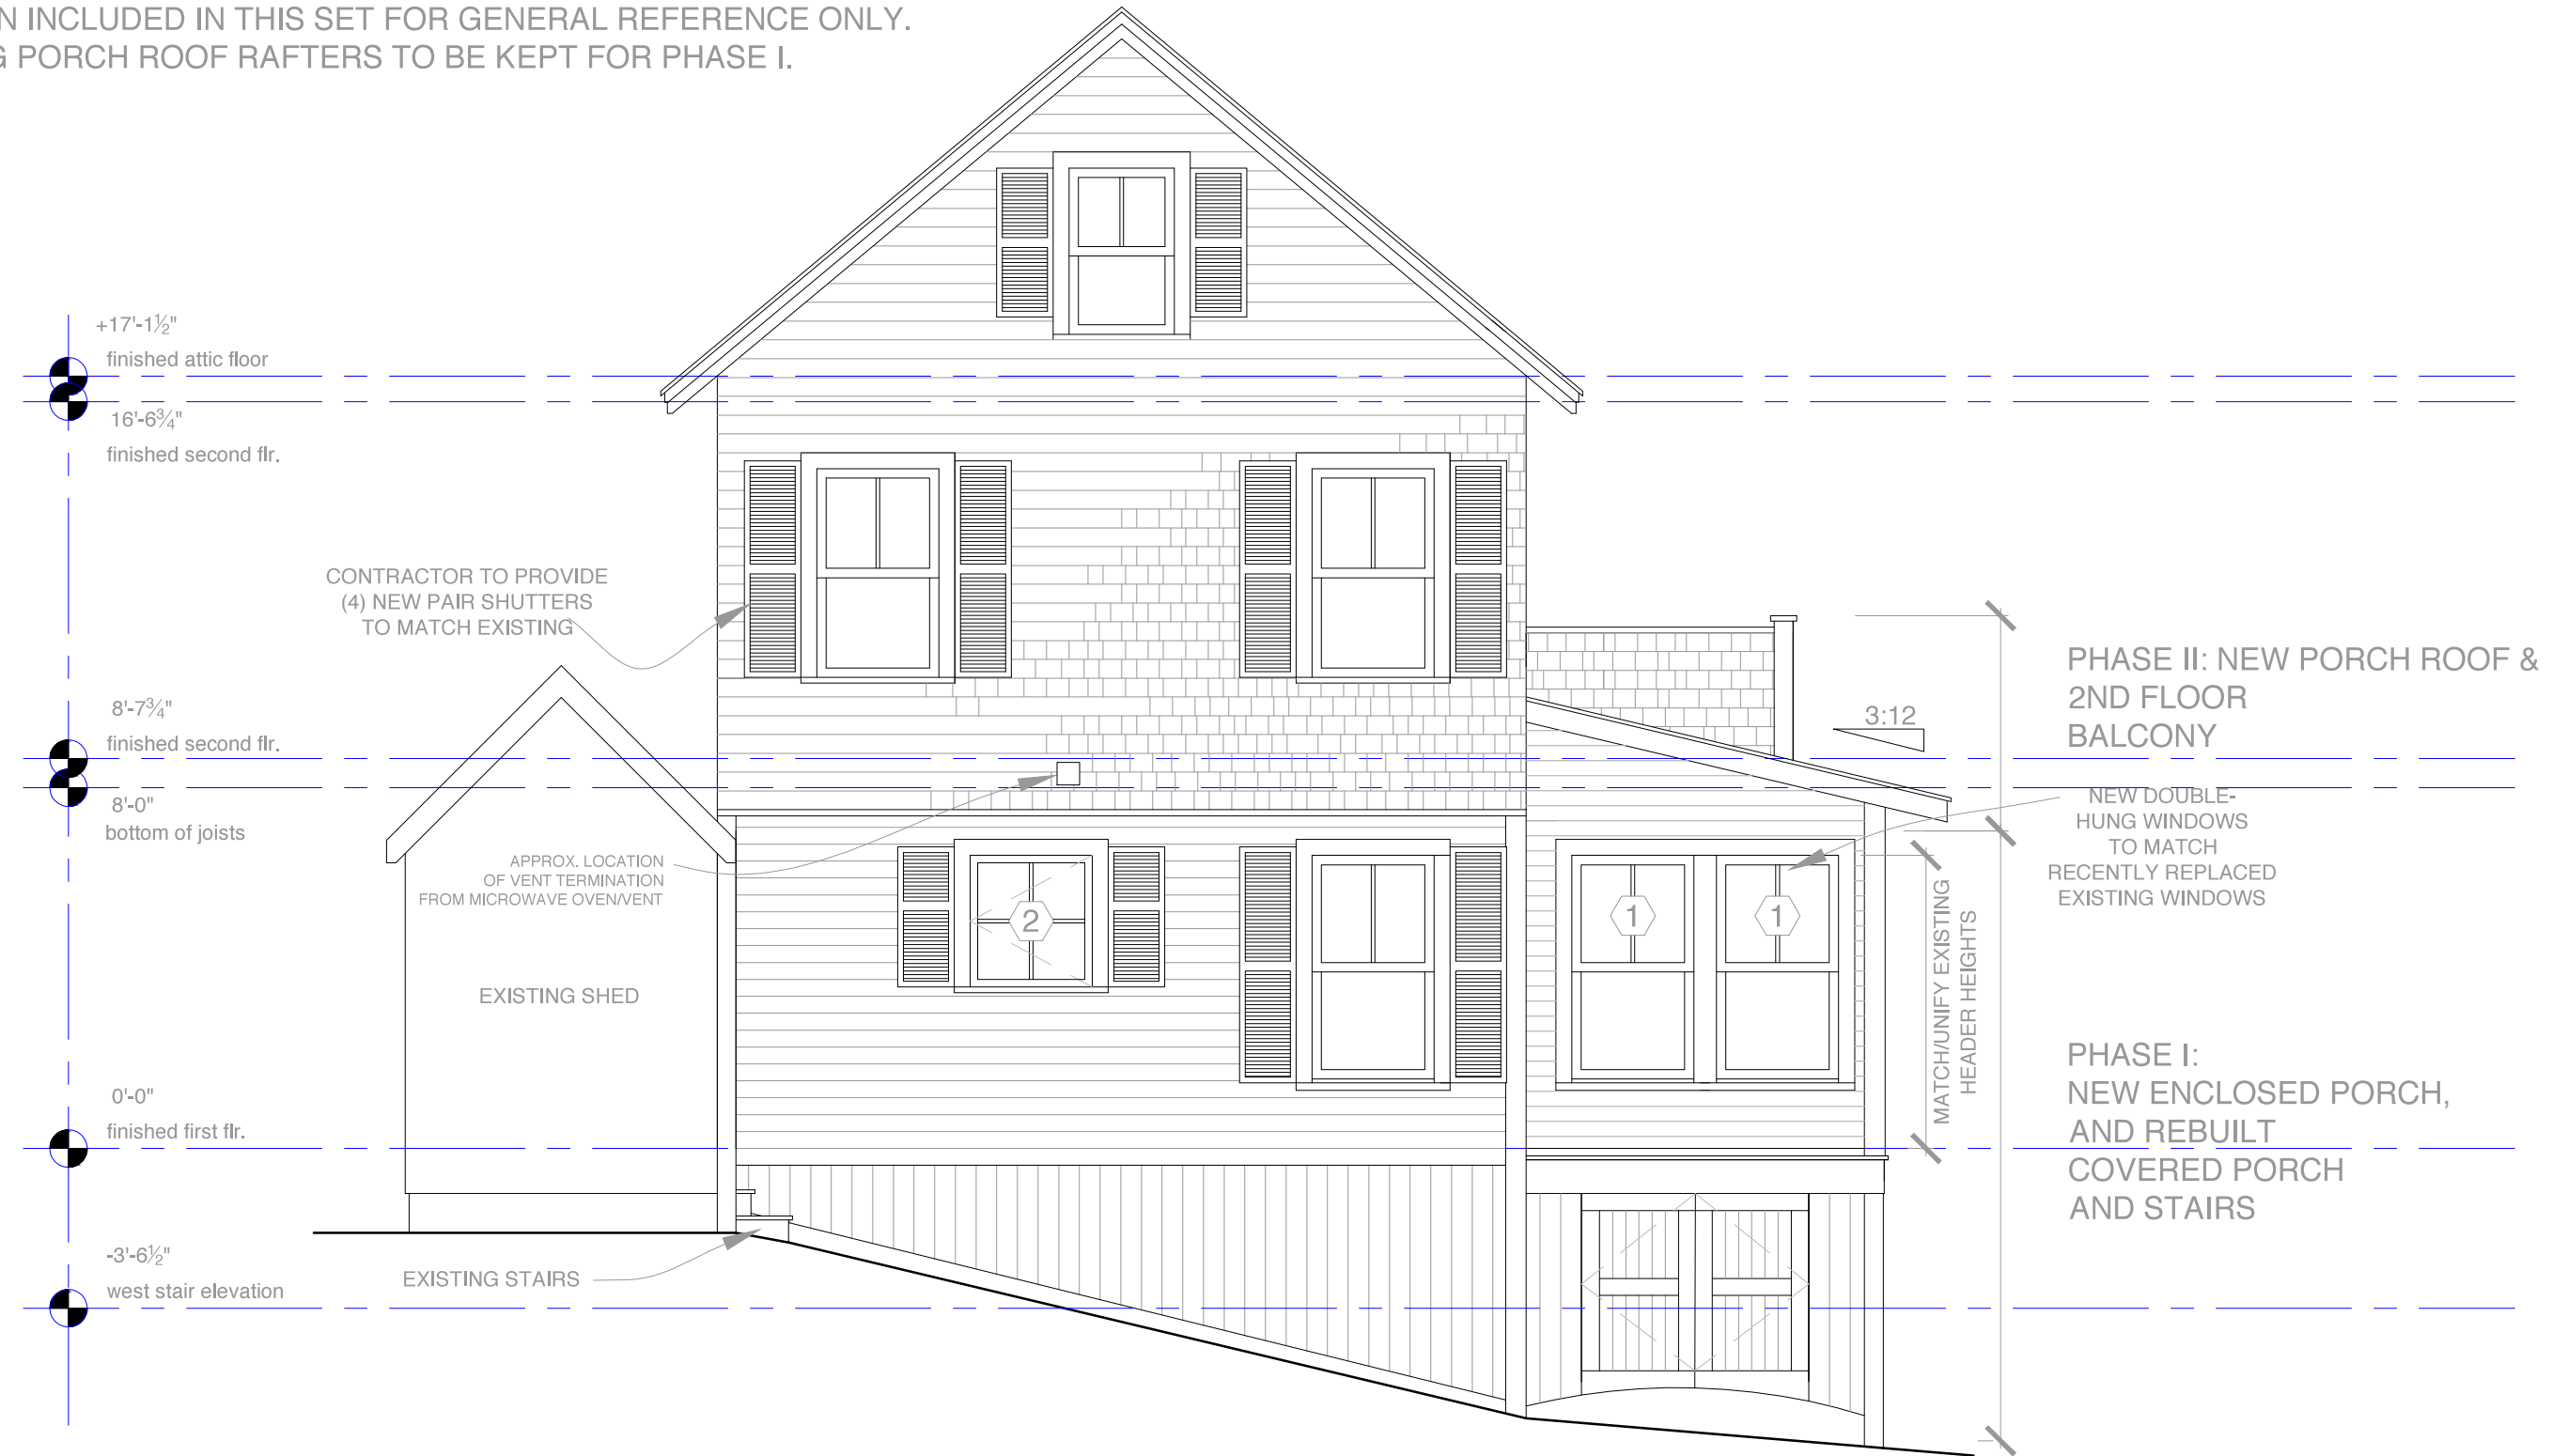 N INCLUDED IN THIS SET FOR GENERAL REFERENCE ONLY.
G PORCH ROOF RAFTERS TO BE KEPT FOR PHASE I.
+17'-1½"
finished attic floor
16'-6¾"
finished second flr.
CONTRACTOR TO PROVIDE
(4) NEW PAIR SHUTTERS
TO MATCH EXISTING
8'-7¾"
finished second flr.
8'-0"
bottom of joists
APPROX. LOCATION
OF VENT TERMINATION
FROM MICROWAVE OVEN/VENT
EXISTING SHED
0'-0"
finished first flr.
-3'-6½"
west stair elevation
EXISTING STAIRS
2
1
1
3:12
PHASE II: NEW PORCH ROOF &
2ND FLOOR
BALCONY
NEW DOUBLE-
HUNG WINDOWS
TO MATCH
RECENTLY REPLACED
EXISTING WINDOWS
MATCH/UNIFY EXISTING
HEADER HEIGHTS
PHASE I:
NEW ENCLOSED PORCH,
AND REBUILT
COVERED PORCH
AND STAIRS